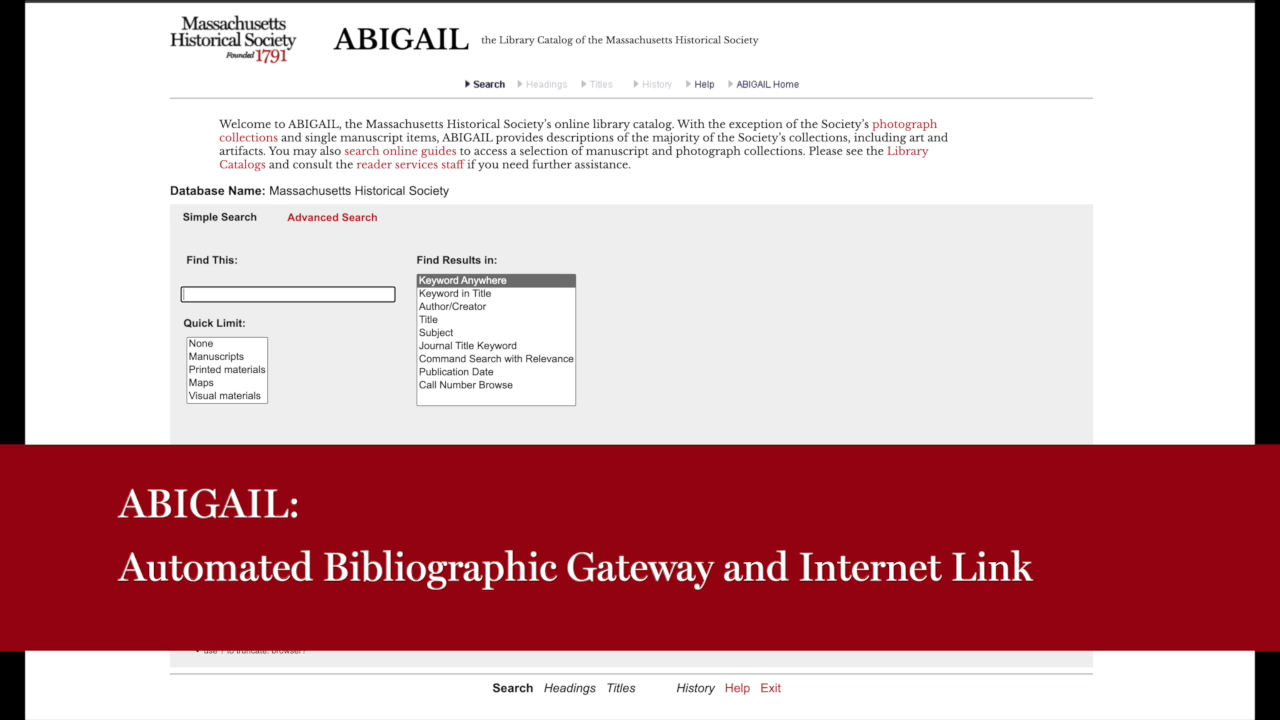 Massachusetts
Historical Society
Founded 1791
ABIGAIL the Library Catalog of the Massachusetts Historical Society
Search Headings Titles History Help ABIGAIL Home
Welcome to ABIGAIL, the Massachusetts Historical Society's online library catalog. With the exception of the Society's photograph
collections and single manuscript items, ABIGAIL provides descriptions of the majority of the Society's collections, including art and
artifacts. You may also search online guides to access a selection of manuscript and photograph collections. Please see the Library
Catalogs and consult the reader services staff if you need further assistance.
Database Name: Massachusetts Historical Society
Simple Search Advanced Search
Find This: Find Results in:
Keyword Anywhere
Keyword in Title
Author/Creator
Title
Subject
Journal Title Keyword
Command Search with Relevance
Publication Date
Call Number Browse
Quick Limit:
None
Manuscripts
Printed materials
Maps
Visual materials
ABIGAIL:
Automated Bibliographic Gateway and Internet Link
Search Headings Titles History Help Exit